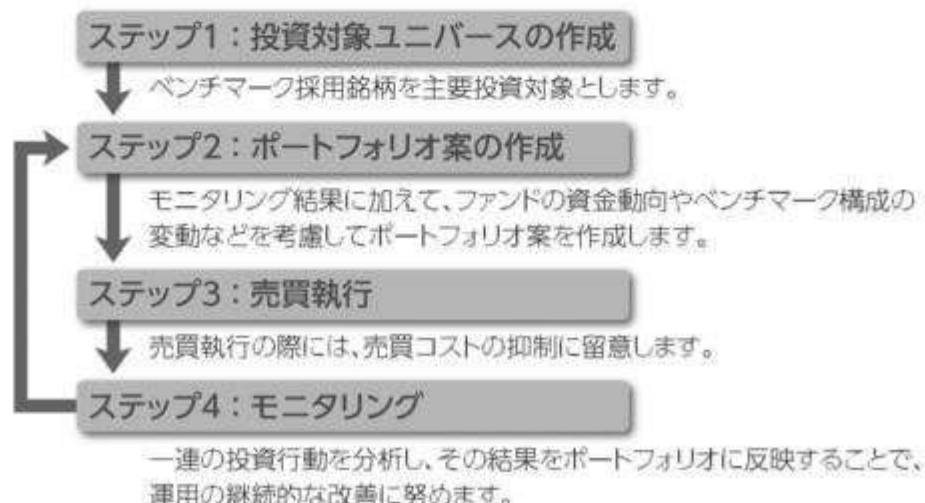 ステップ1：投資対象ユニバースの作成
ベンチマーク採用銘柄を主要投資対象とします。
ステップ2：ポートフォリオ案の作成
モニタリング結果に加えて、ファンドの資金動向やベンチマーク構成の
変動などを考慮してポートフォリオ案を作成します。
ステップ3：売買執行
売買執行の際には、売買コストの抑制に留意します。
ステップ4：モニタリング
一連の投資行動を分析し、その結果をポートフォリオに反映することで、
運用の継続的な改善に努めます。